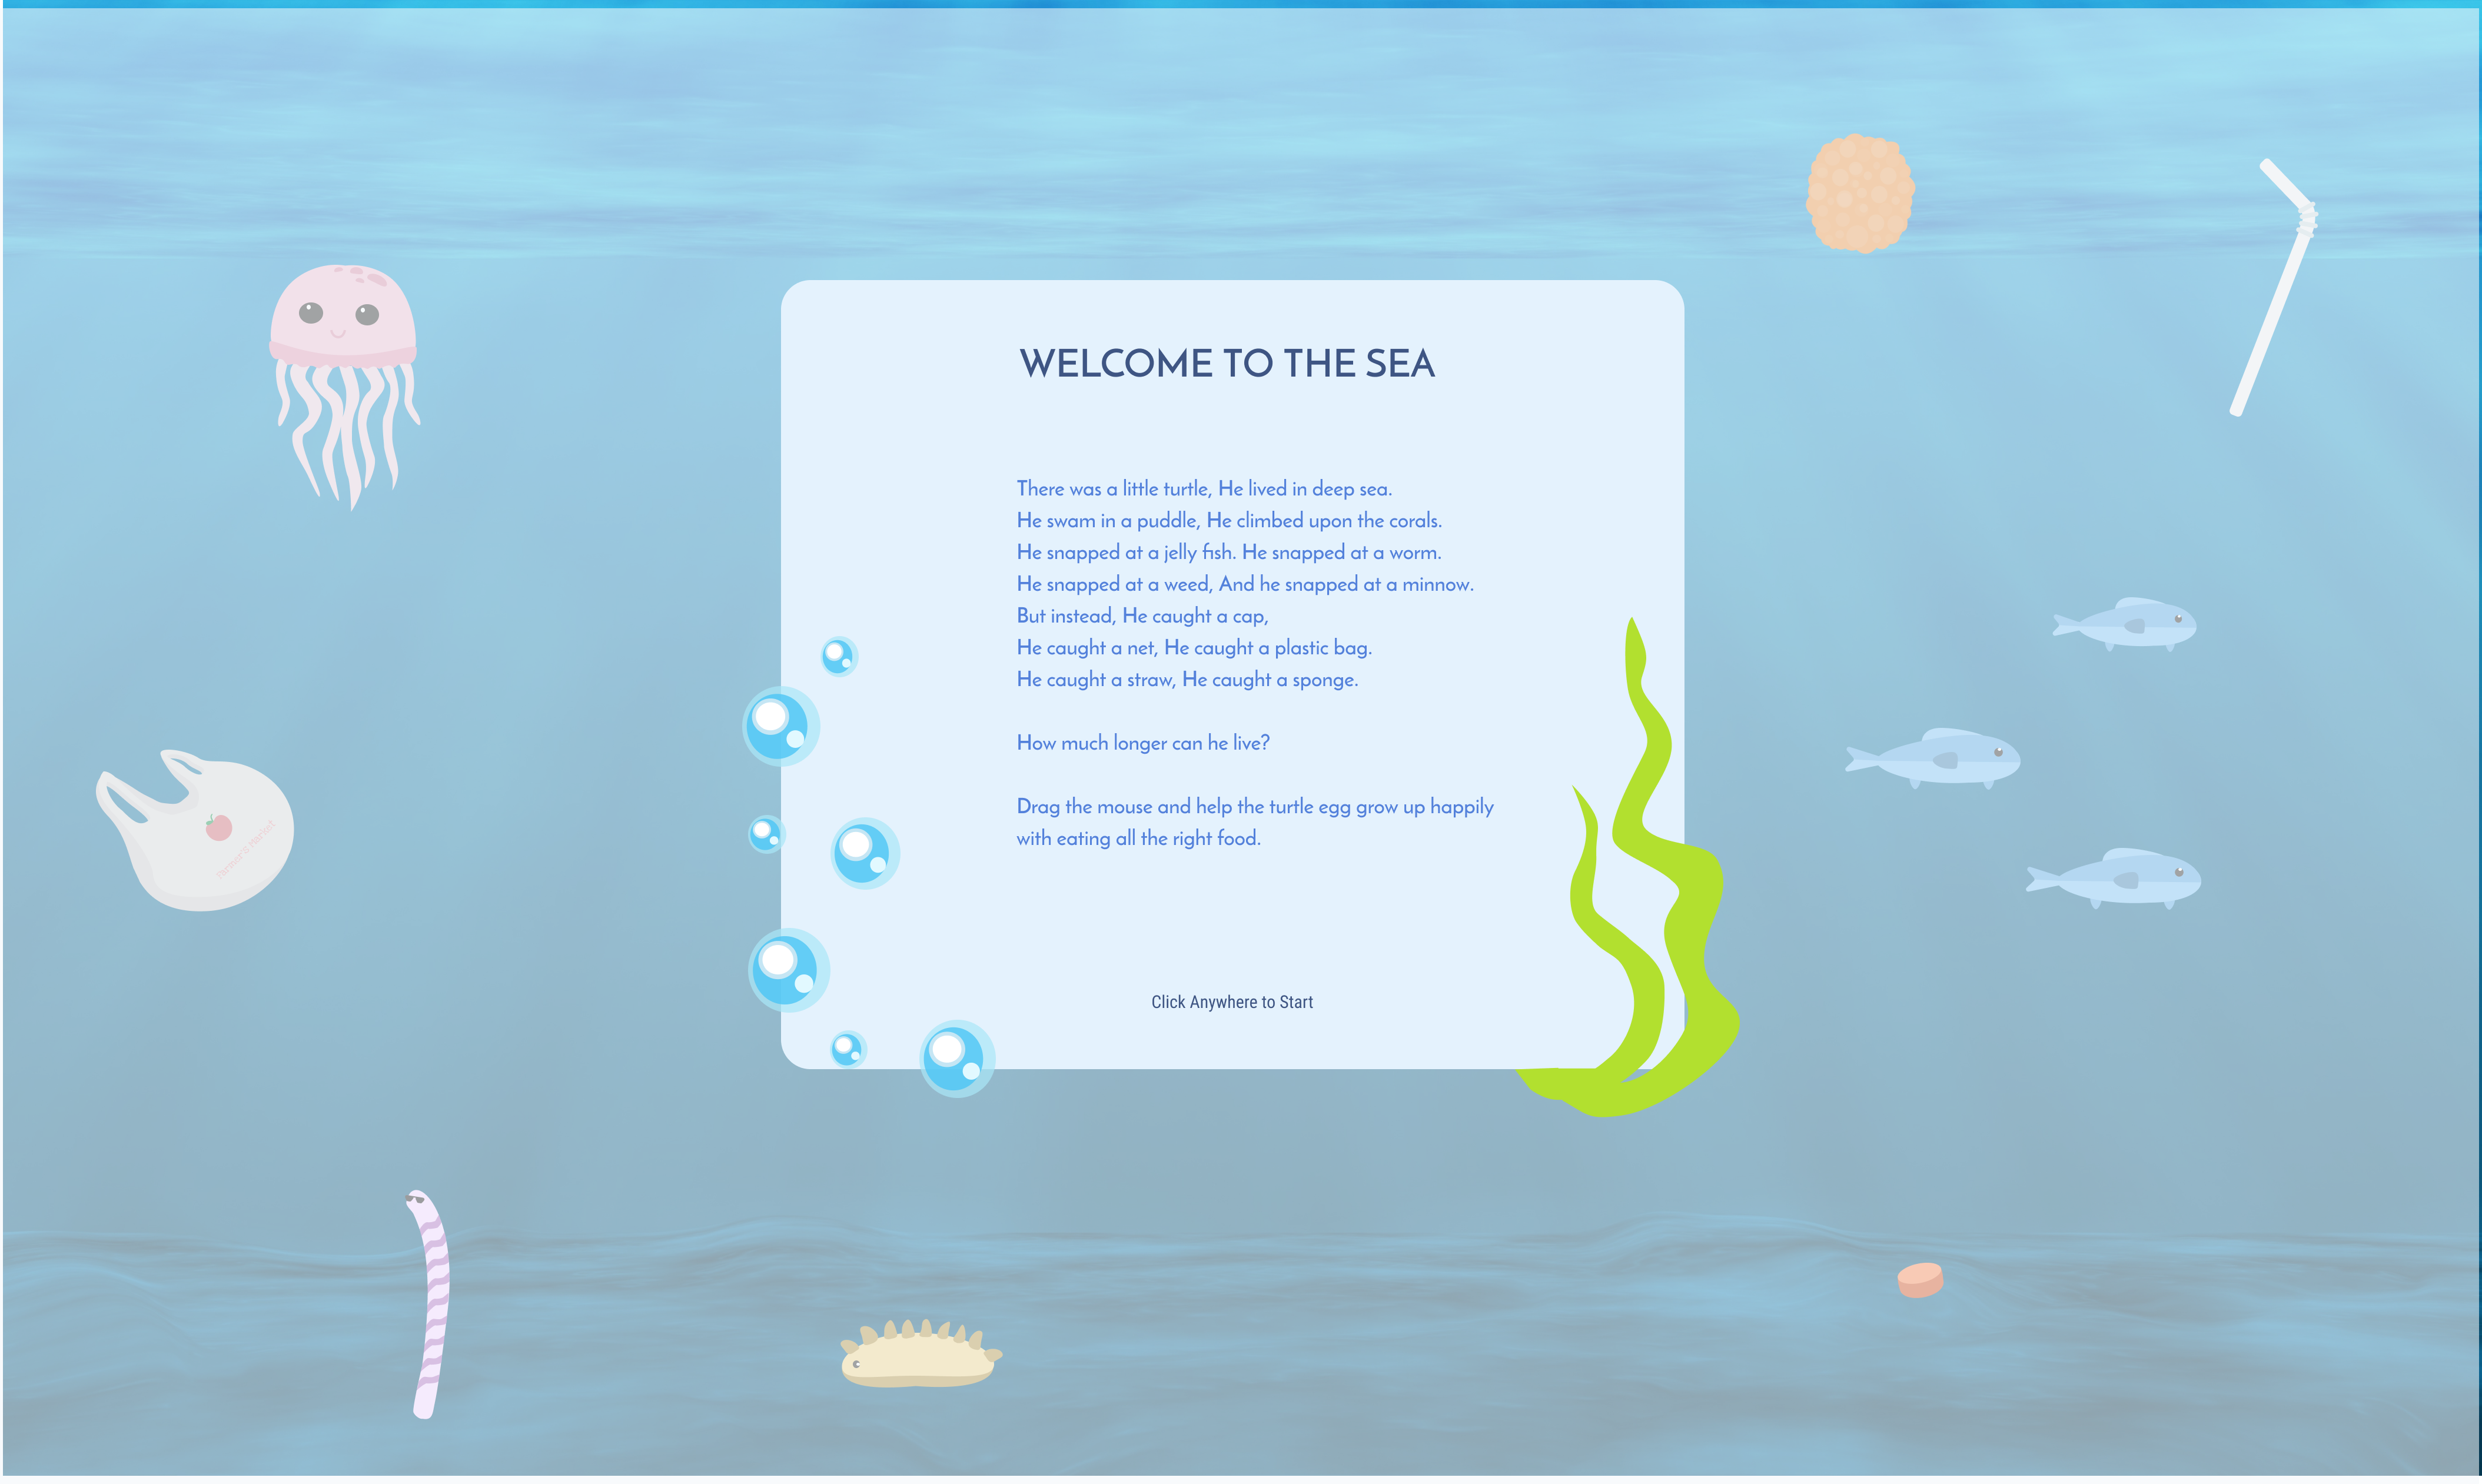 WELCOME TO THE SEA
There was a little turtle, He lived in deep sea.
He swam in a puddle, He climbed upon the corals.
He snapped at a jelly fish. He snapped at a worm.
He snapped at a weed, And he snapped at a minnow.
But instead, He caught a cap,
He caught a net, He caught a plastic bag.
He caught a straw, He caught a sponge.
How much longer can he live?
Drag the mouse and help the turtle egg grow up happily
with eating all the right food.
Click Anywhere to Start
farmer's market